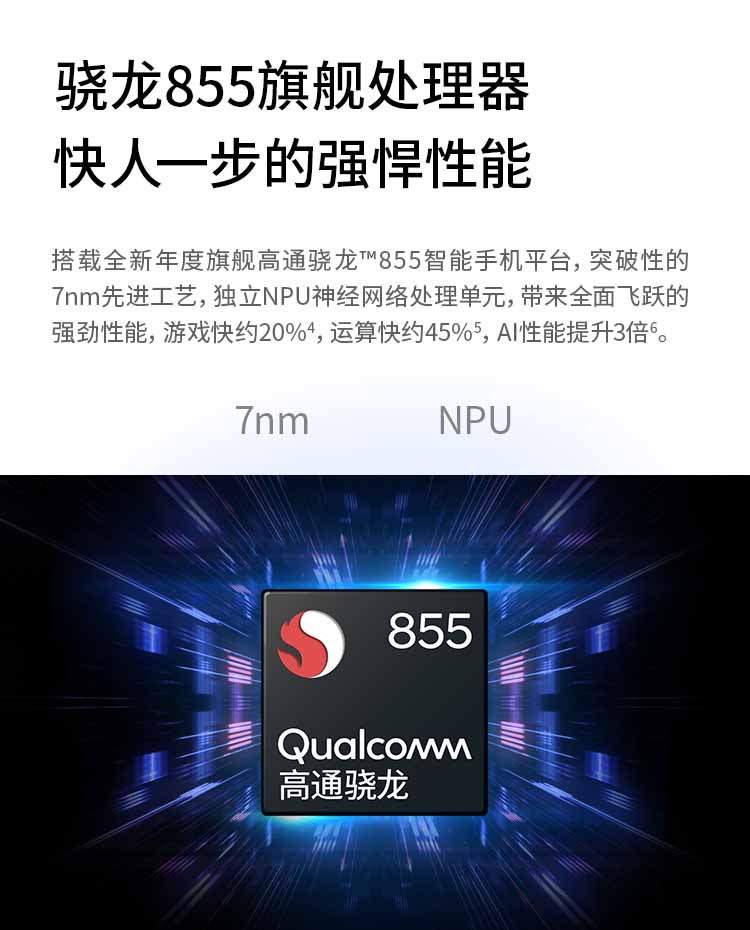 骁龙855旗舰处理器
快人一步的强悍性能
搭载全新年度旗舰高通骁龙™855智能手机平台，突破性的
7nm先进工艺，独立NPU神经网络处理单元，带来全面飞跃的
强劲性能，游戏快约20%⁴，运算快约45%⁵，AI性能提升3倍⁶。
7nm NPU
855
Qualcomm
高通骁龙